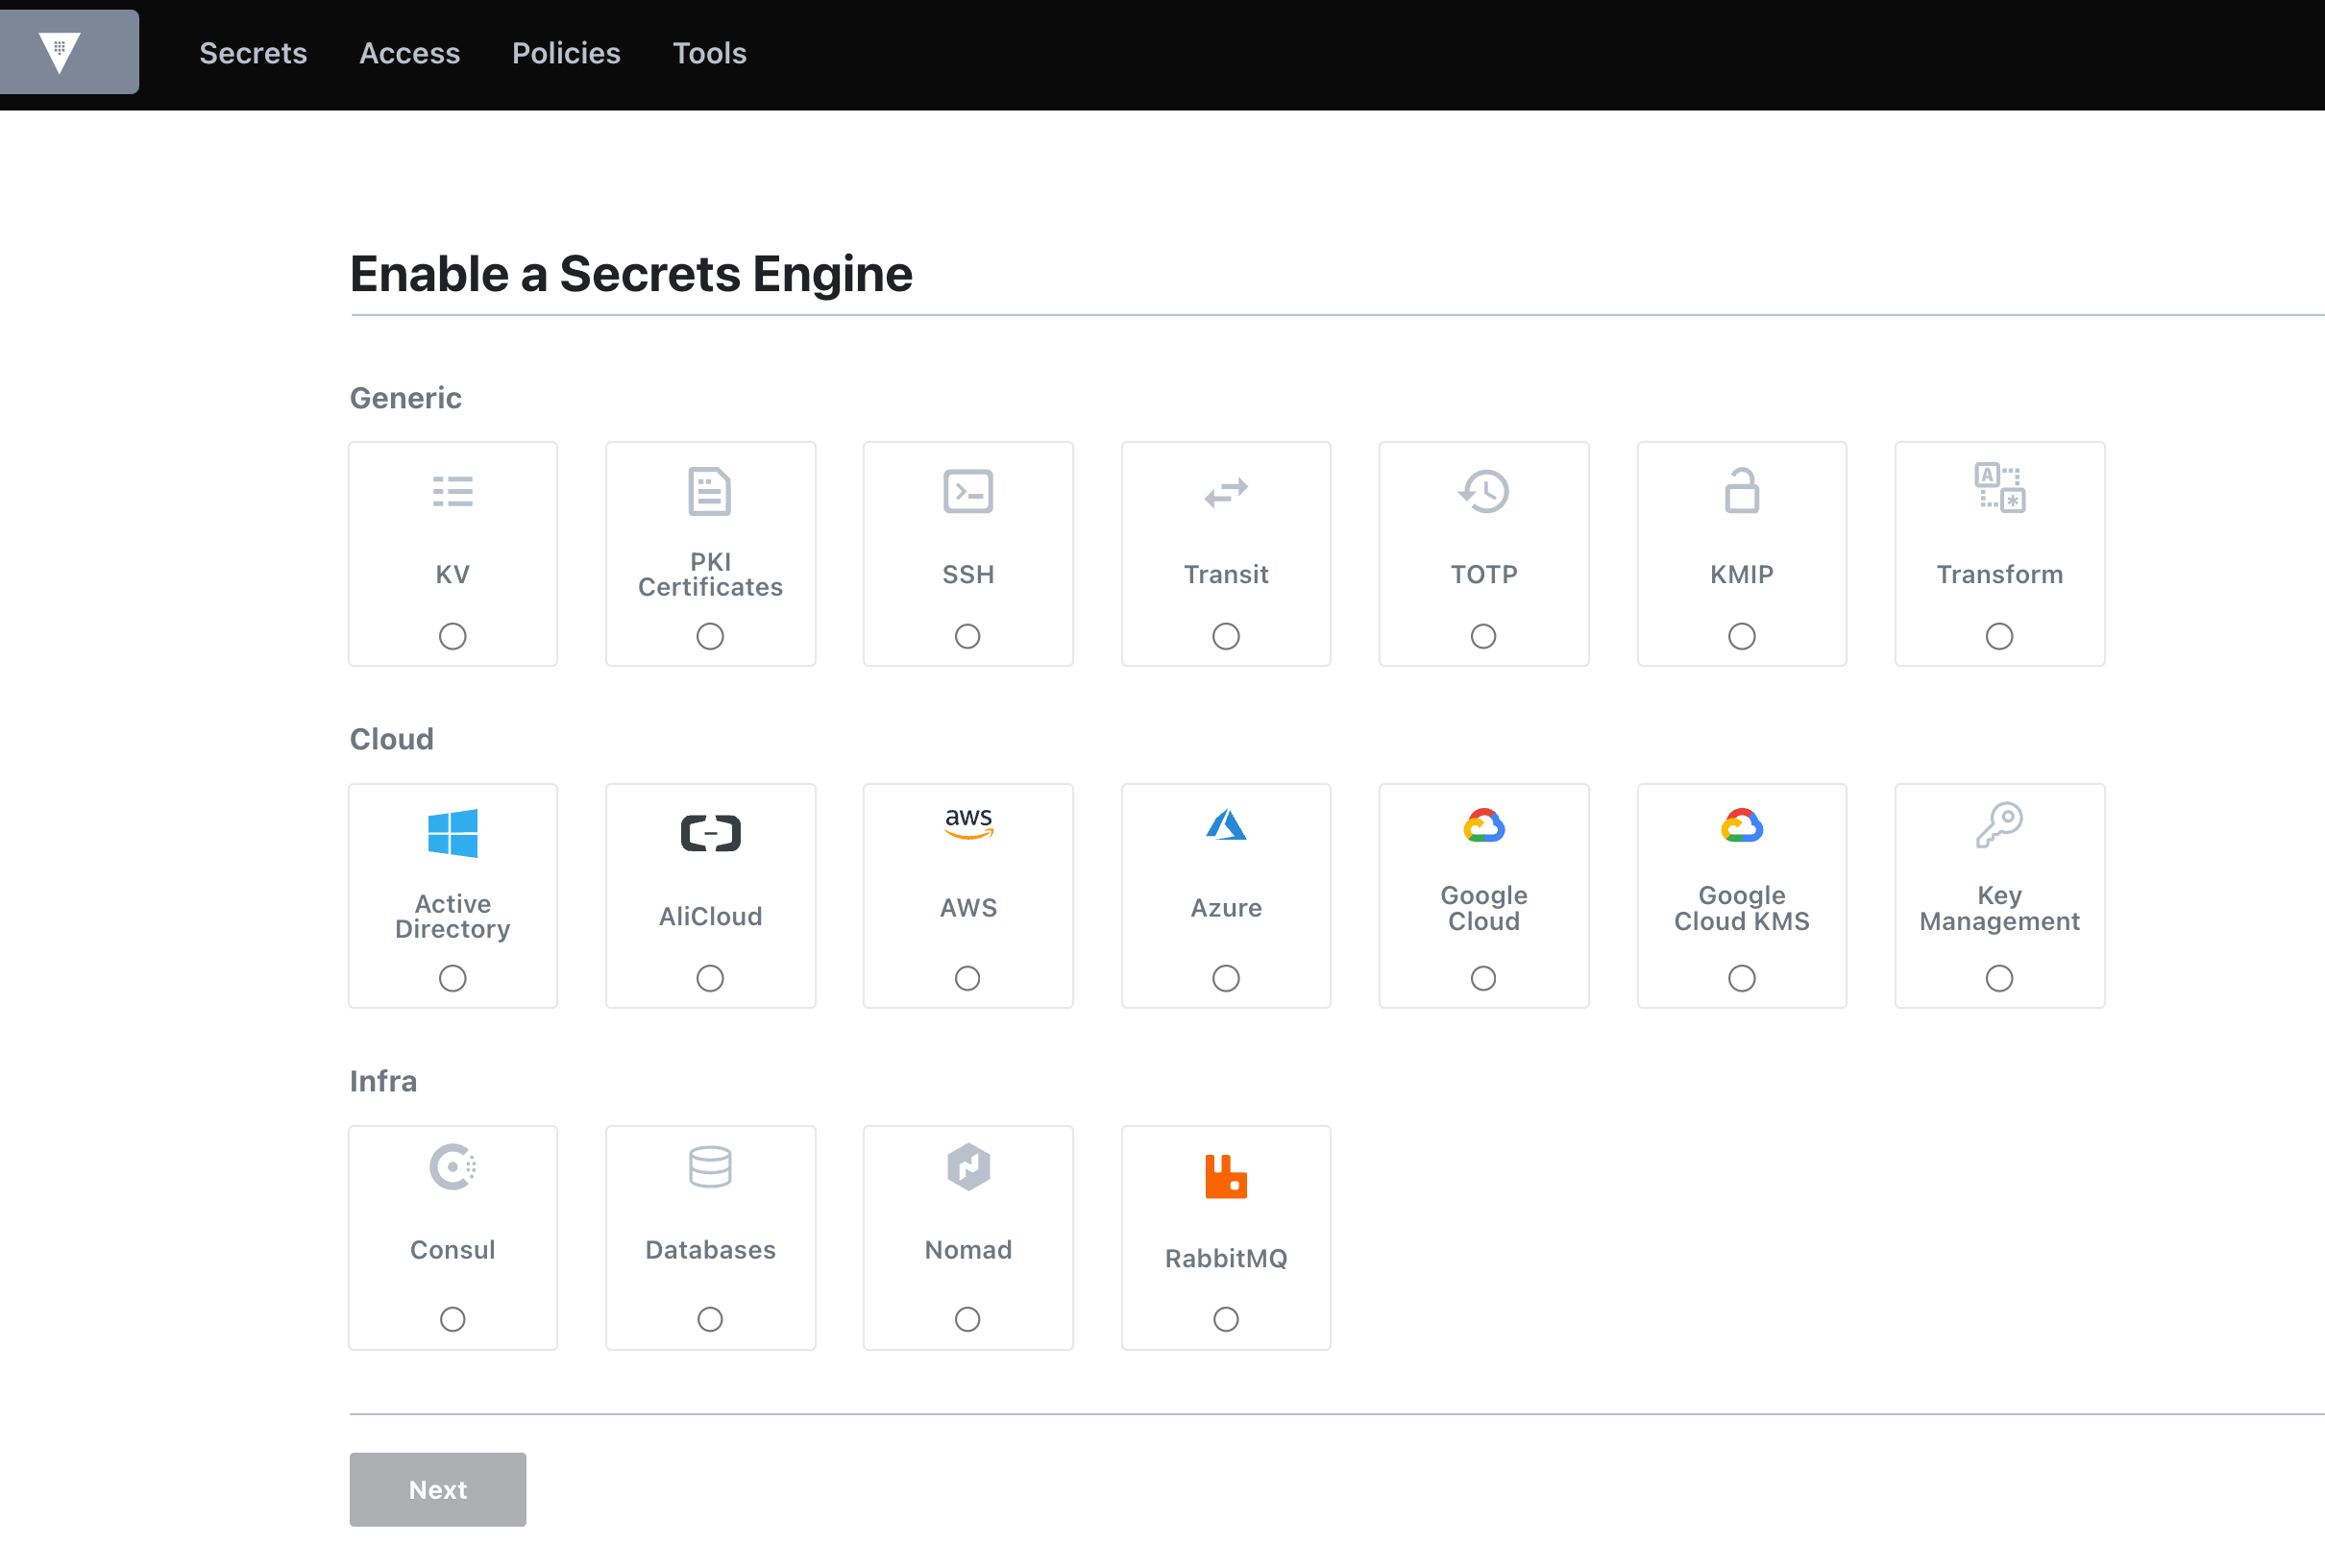 Secrets Access Policies Tools
Enable a Secrets Engine
Generic
KV
PKI
Certificates
SSH
Transit
TOTP
KMIP
A
*
Transform
Cloud
Active
Directory
AliCloud
aws
AWS
Azure
Google
Cloud
Google
Cloud KMS
Key
Management
Infra
Consul
Databases
Nomad
RabbitMQ
Next